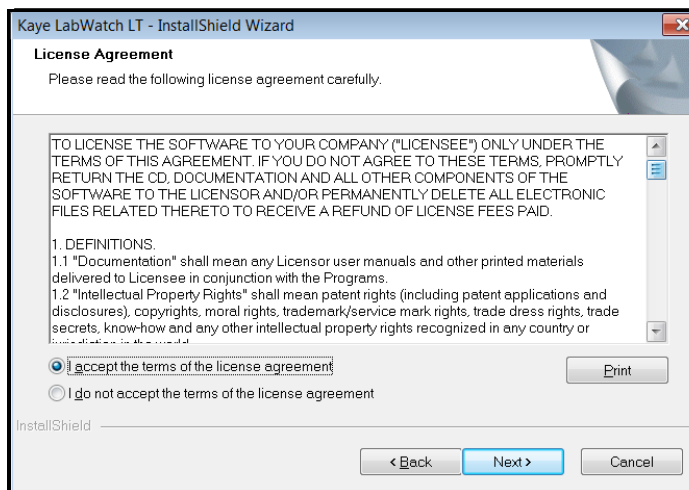 Kaye LabWatch LT - InstallShield Wizard
License Agreement
Please read the following license agreement carefully.
TO LICENSE THE SOFTWARE TO YOUR COMPANY ("LICENSEE") ONLY UNDER THE
TERMS OF THIS AGREEMENT. IF YOU DO NOT AGREE TO THESE TERMS, PROMPTLY
RETURN THE CD, DOCUMENTATION AND ALL OTHER COMPONENTS OF THE
SOFTWARE TO THE LICENSOR AND/OR PERMANENTLY DELETE ALL ELECTRONIC
FILES RELATED THERETO TO RECEIVE A REFUND OF LICENSE FEES PAID.
1. DEFINITIONS.
1.1 "Documentation" shall mean any Licensor user manuals and other printed materials
delivered to Licensee in conjunction with the Programs.
1.2 "Intellectual Property Rights" shall mean patent rights (including patent applications and
disclosures), copyrights, moral rights, trademark/service mark rights, trade dress rights, trade
secrets, know-how and any other intellectual property rights recognized in any country or
jurisdiction in the world
I accept the terms of the license agreement
Print
I do not accept the terms of the license agreement
InstallShield
< Back
Next >
Cancel